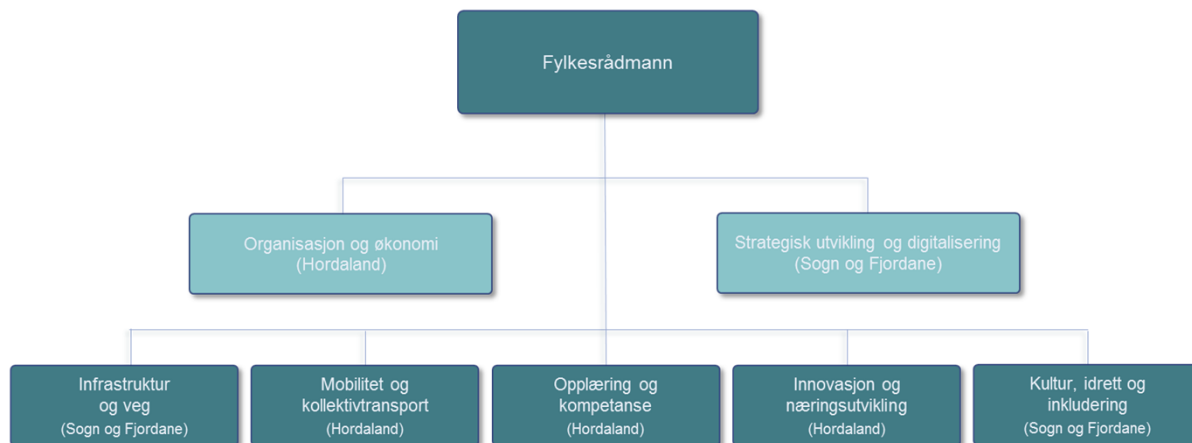 Fylkesrådmann
Organisasjon og økonomi
(Hordaland)
Strategisk utvikling og digitalisering
(Sogn og Fjordane)
Infrastruktur
og veg
(Sogn og Fjordane)
Mobilitet og
kollektivtransport
(Hordaland)
Opplæring og
kompetanse
(Hordaland)
Innovasjon og
næringsutvikling
(Hordaland)
Kultur, idrett og
inkludering
(Sogn og Fjordane)